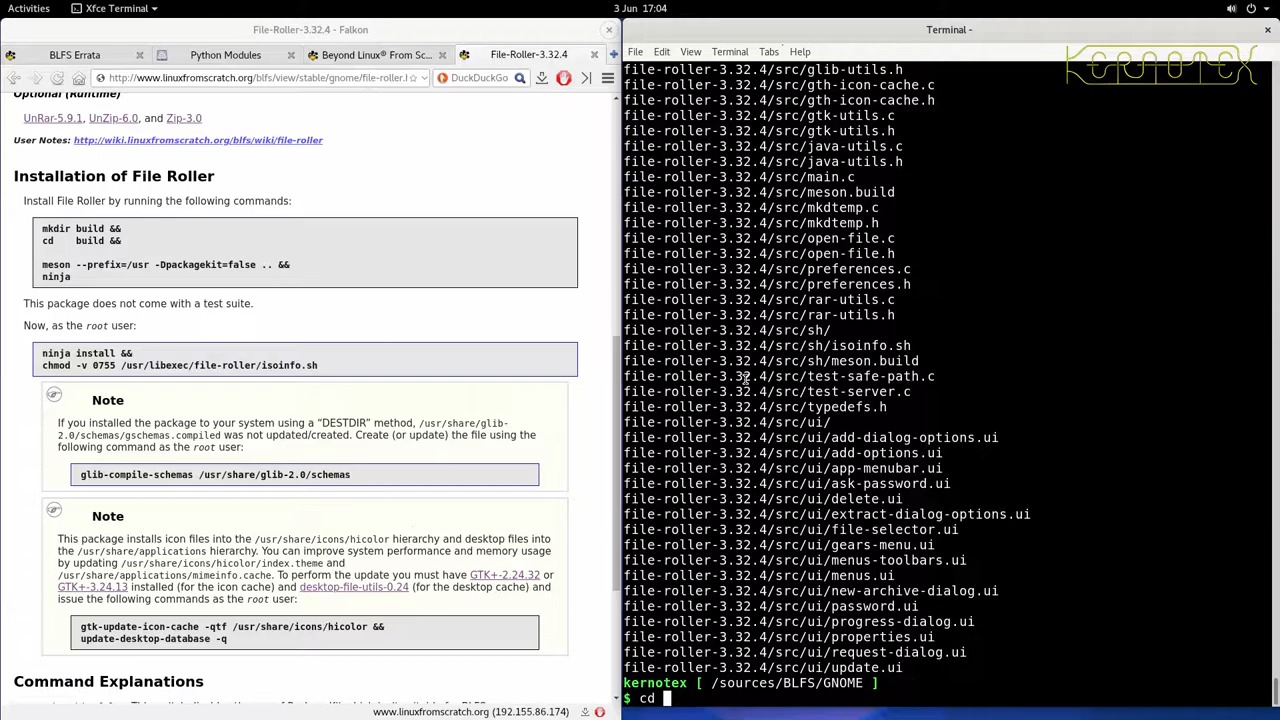 Activities
Xfce Terminal
3 Jun 17:04
File-Roller-3.32.4 - Falkon
BLFS Errata
Python Modules
Beyond Linux® From Sc...
File-Roller-3.32.4
http://www.linuxfromscratch.org/blfs/view/stable/gnome/file-roller.h
DuckDuckGo
Optional (Runtime)
UnRar-5.9.1, UnZip-6.0, and Zip-3.0
User Notes: http://wiki.linuxfromscratch.org/blfs/wiki/file-roller
Installation of File Roller
Install File Roller by running the following commands:
mkdir build &&
cd    build &&
meson --prefix=/usr -Dpackagekit=false .. &&
ninja
This package does not come with a test suite.
Now, as the root user:
ninja install &&
chmod -v 0755 /usr/libexec/file-roller/isoinfo.sh
Note
If you installed the package to your system using a “DESTDIR” method, /usr/share/glib-
2.0/schemas/gschemas.compiled was not updated/created. Create (or update) the file using the
following command as the root user:
glib-compile-schemas /usr/share/glib-2.0/schemas
Note
This package installs icon files into the /usr/share/icons/hicolor hierarchy and desktop files into
the /usr/share/applications hierarchy. You can improve system performance and memory usage
by updating /usr/share/icons/hicolor/index.theme and
/usr/share/applications/mimeinfo.cache. To perform the update you must have GTK+-2.24.32 or
GTK+-3.24.13 installed (for the icon cache) and desktop-file-utils-0.24 (for the desktop cache) and
issue the following commands as the root user:
gtk-update-icon-cache -qtf /usr/share/icons/hicolor &&
update-desktop-database -q
Command Explanations
www.linuxfromscratch.org (192.155.86.174)
Terminal -
File Edit View Terminal Tabs Help
KERNOTEX
file-roller-3.32.4/src/glib-utils.h
file-roller-3.32.4/src/gth-icon-cache.c
file-roller-3.32.4/src/gth-icon-cache.h
file-roller-3.32.4/src/gtk-utils.c
file-roller-3.32.4/src/gtk-utils.h
file-roller-3.32.4/src/java-utils.c
file-roller-3.32.4/src/java-utils.h
file-roller-3.32.4/src/main.c
file-roller-3.32.4/src/meson.build
file-roller-3.32.4/src/mkdtemp.c
file-roller-3.32.4/src/mkdtemp.h
file-roller-3.32.4/src/open-file.c
file-roller-3.32.4/src/open-file.h
file-roller-3.32.4/src/preferences.c
file-roller-3.32.4/src/preferences.h
file-roller-3.32.4/src/rar-utils.c
file-roller-3.32.4/src/rar-utils.h
file-roller-3.32.4/src/sh/
file-roller-3.32.4/src/sh/isoinfo.sh
file-roller-3.32.4/src/sh/meson.build
file-roller-3.32.4/src/test-safe-path.c
file-roller-3.32.4/src/test-server.c
file-roller-3.32.4/src/typedefs.h
file-roller-3.32.4/src/ui/
file-roller-3.32.4/src/ui/add-dialog-options.ui
file-roller-3.32.4/src/ui/add-options.ui
file-roller-3.32.4/src/ui/app-menubar.ui
file-roller-3.32.4/src/ui/ask-password.ui
file-roller-3.32.4/src/ui/delete.ui
file-roller-3.32.4/src/ui/extract-dialog-options.ui
file-roller-3.32.4/src/ui/file-selector.ui
file-roller-3.32.4/src/ui/gears-menu.ui
file-roller-3.32.4/src/ui/menus-toolbars.ui
file-roller-3.32.4/src/ui/menus.ui
file-roller-3.32.4/src/ui/new-archive-dialog.ui
file-roller-3.32.4/src/ui/password.ui
file-roller-3.32.4/src/ui/progress-dialog.ui
file-roller-3.32.4/src/ui/properties.ui
file-roller-3.32.4/src/ui/request-dialog.ui
file-roller-3.32.4/src/ui/update.ui
kernotex [ /sources/BLFS/GNOME ]
$ cd